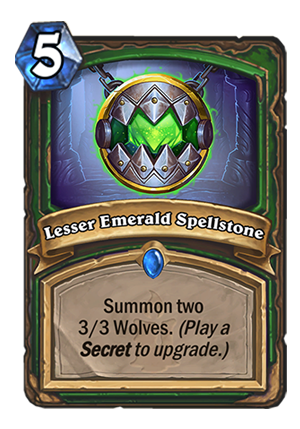 5
Lesser Emerald Spellstone
Summon two
3/3 Wolves. (Play a
Secret to upgrade.)